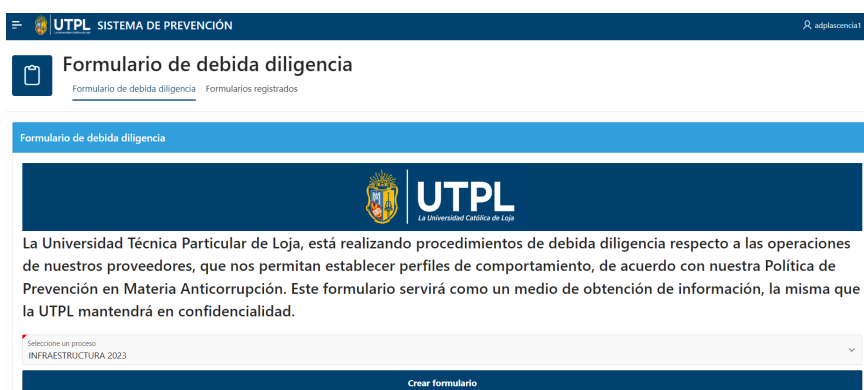 UTPL SISTEMA DE PREVENCIÓN
adplascencia1
Formulario de debida diligencia
Formulario de debida diligencia Formularios registrados
Formulario de debida diligencia
UTPL
La Universidad Católica de Loja
La Universidad Técnica Particular de Loja, está realizando procedimientos de debida diligencia respecto a las operaciones
de nuestros proveedores, que nos permitan establecer perfiles de comportamiento, de acuerdo con nuestra Política de
Prevención en Materia Anticorrupción. Este formulario servirá como un medio de obtención de información, la misma que
la UTPL mantendrá en confidencialidad.
Seleccione un proceso
INFRAESTRUCTURA 2023
Crear formulario